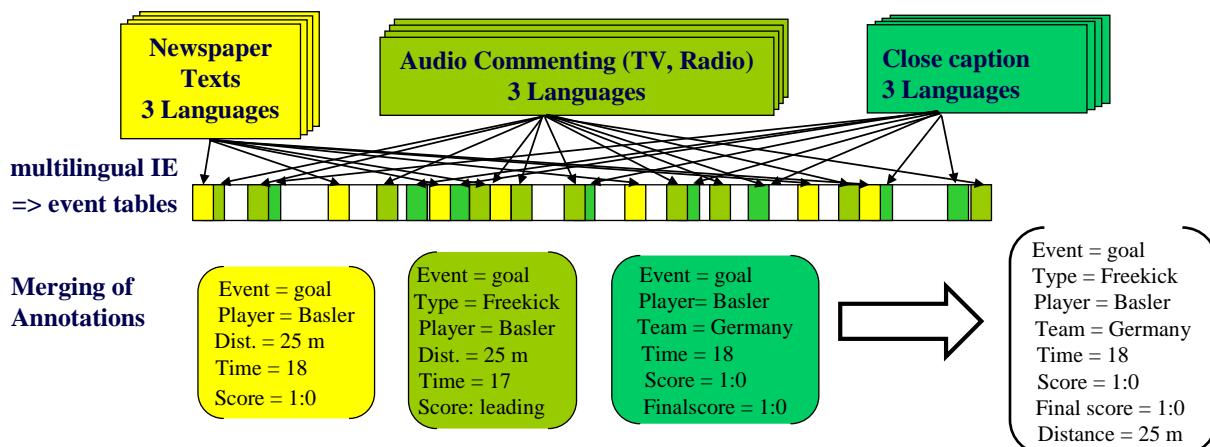 Newspaper
Texts
3 Languages
Audio Commenting (TV, Radio)
3 Languages
Close caption
3 Languages
multilingual IE
=> event tables
Merging of
Annotations
Event = goal
Player = Basler
Dist. = 25 m
Time = 18
Score = 1:0
Event = goal
Type = Freekick
Player = Basler
Dist. = 25 m
Time = 17
Score: leading
Event = goal
Player= Basler
Team = Germany
Time = 18
Score = 1:0
Finalscore = 1:0
Event = goal
Type = Freekick
Player = Basler
Team = Germany
Time = 18
Score = 1:0
Final score = 1:0
Distance = 25 m